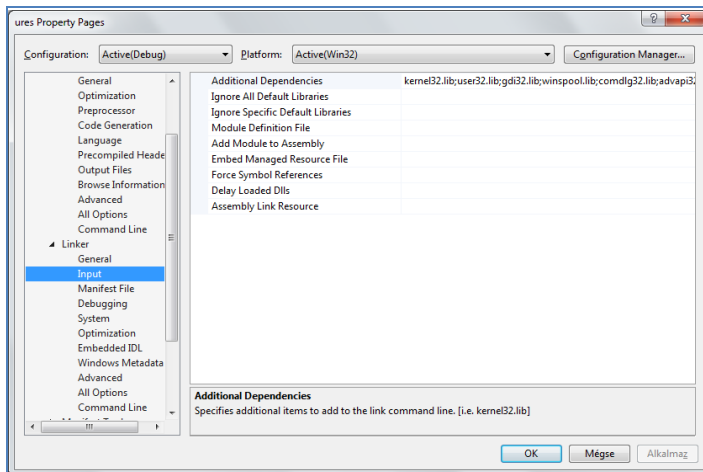 ures Property Pages
Configuration: Active(Debug) Platform: Active(Win32) Configuration Manager...
General
Optimization
Preprocessor
Code Generation
Language
Precompiled Heade
Output Files
Browse Information
Advanced
All Options
Command Line
Linker
General
Input
Manifest File
Debugging
System
Optimization
Embedded IDL
Windows Metadata
Advanced
All Options
Command Line
Additional Dependencies kernel32.lib;user32.lib;gdi32.lib;winspool.lib;comdlg32.lib;advapi32
Ignore All Default Libraries
Ignore Specific Default Libraries
Module Definition File
Add Module to Assembly
Embed Managed Resource File
Force Symbol References
Delay Loaded Dlls
Assembly Link Resource
Additional Dependencies
Specifies additional items to add to the link command line. [i.e. kernel32.lib]
OK Mégse Alkalmaz